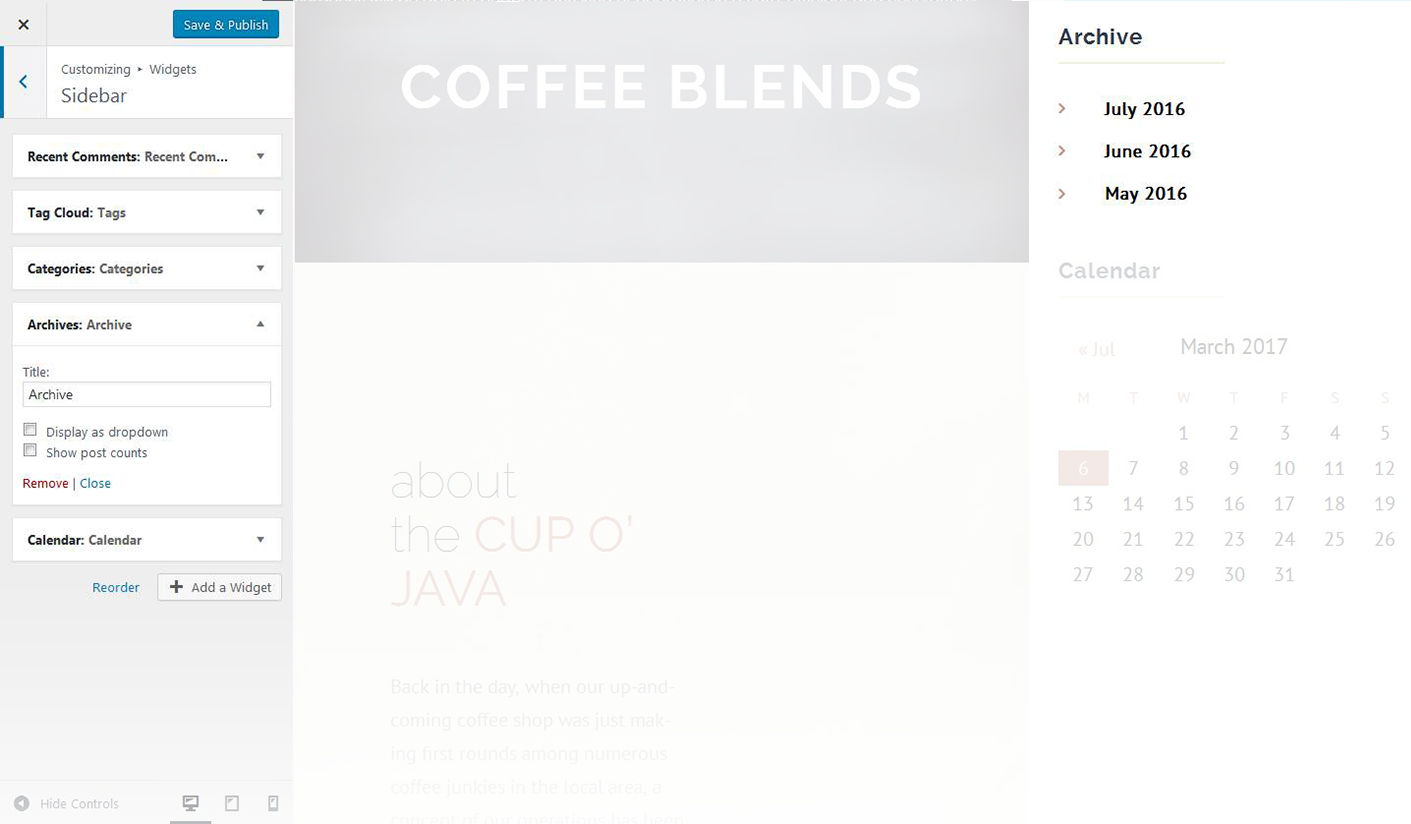 Save & Publish
Customizing ▸ Widgets
Sidebar
Recent Comments: Recent Com...
Tag Cloud: Tags
Categories: Categories
Archives: Archive
Title:
Archive
Display as dropdown
Show post counts
Remove | Close
Calendar: Calendar
Reorder
Add a Widget
Hide Controls
COFFEE BLENDS
about
the CUP O'
JAVA
Back in the day, when our up-and-
coming coffee shop was just mak-
ing first rounds among numerous
coffee junkies in the local area, a
concept of our operations has been
Archive
July 2016
June 2016
May 2016
Calendar
« Jul March 2017
M T W T F S S
1 2 3 4 5
6 7 8 9 10 11 12
13 14 15 16 17 18 19
20 21 22 23 24 25 26
27 28 29 30 31